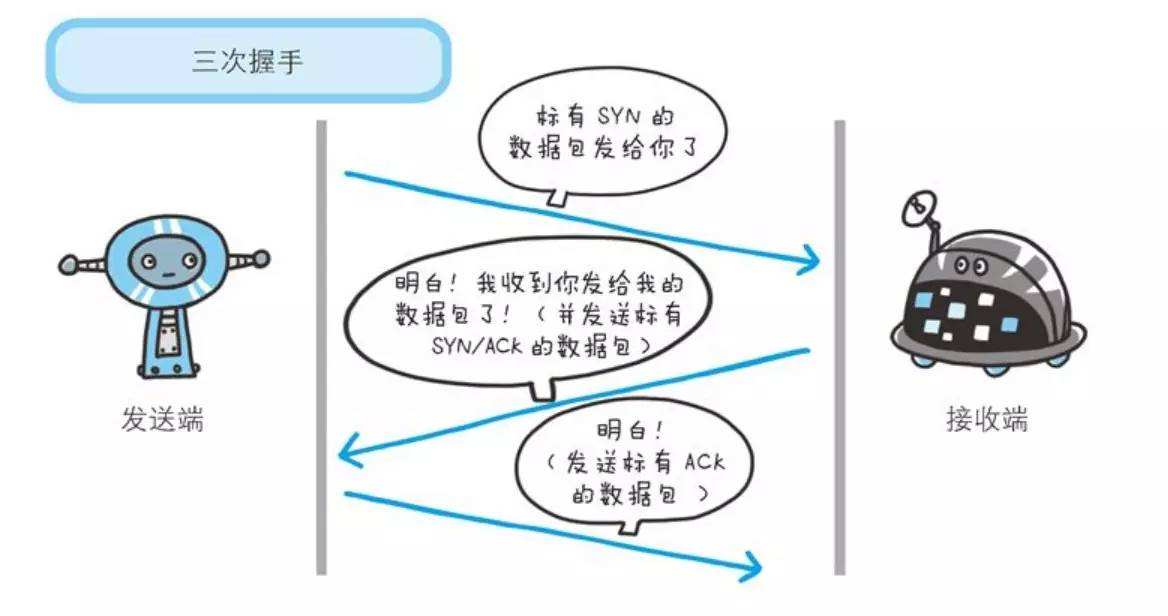 三次握手
标有 SYN 的
数据包发给你了
明白！我收到你发给我的
数据包了！（并发送标有
SYN/ACK 的数据包）
发送端
接收端
明白！
（发送标有 ACK
的数据包 ）